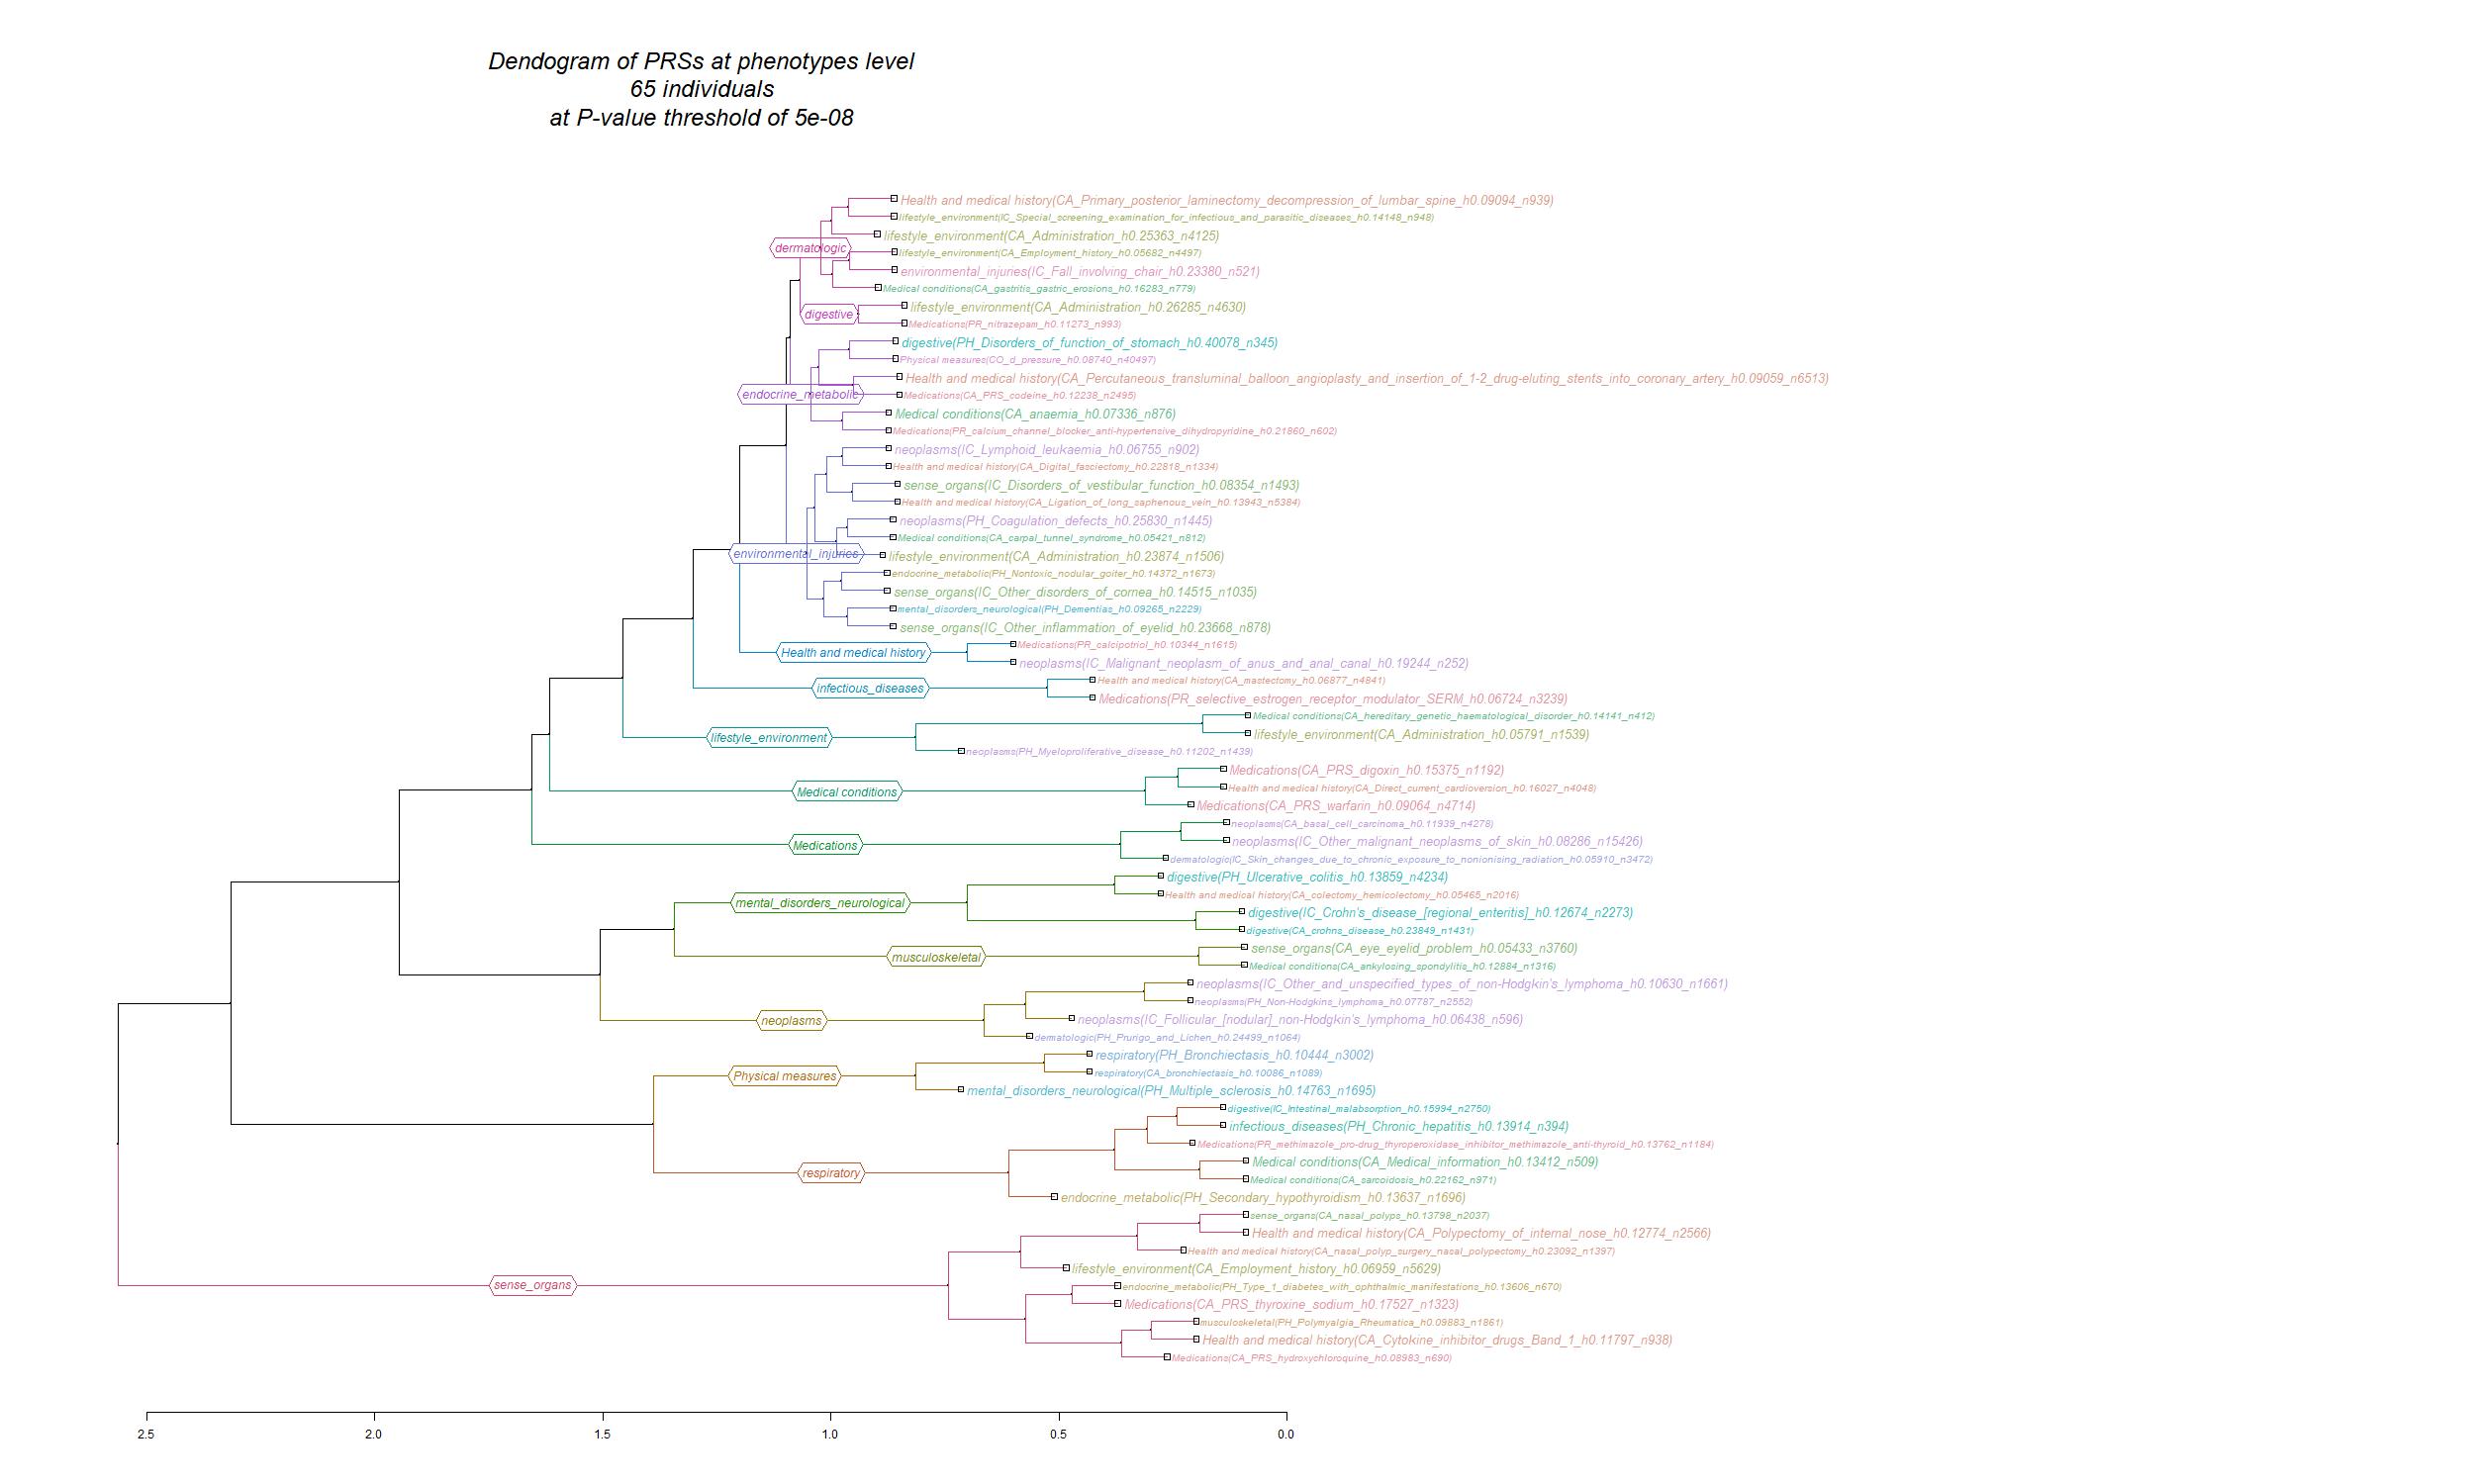 Dendogram of PRSs at phenotypes level
65 individuals
at P-value threshold of 5e-08
Health and medical history(CA_Primary_posterior_laminectomy_decompression_of_lumbar_spine_h0.09094_n939)
lifestyle_environment(IC_Special_screening_examination_for_infectious_and_parasitic_diseases_h0.14148_n948)
lifestyle_environment(CA_Administration_h0.25363_n4125)
dermatologic
lifestyle_environment(CA_Employment_history_h0.05682_n4497)
environmental_injuries(IC_Fall_involving_chair_h0.23380_n521)
Medical conditions(CA_gastritis_gastric_erosions_h0.16283_n779)
lifestyle_environment(CA_Administration_h0.26285_n4630)
digestive
Medications(PR_nitrazepam_h0.11273_n993)
digestive(PH_Disorders_of_function_of_stomach_h0.40078_n345)
Physical measures(CO_d_pressure_h0.08740_n40497)
Health and medical history(CA_Percutaneous_transluminal_balloon_angioplasty_and_insertion_of_1-2_drug-eluting_stents_into_coronary_artery_h0.09059_n6513)
endocrine_metabolic
Medications(CA_PRS_codeine_h0.12238_n2495)
Medical conditions(CA_anaemia_h0.07336_n876)
Medications(PR_calcium_channel_blocker_anti-hypertensive_dihydropyridine_h0.21860_n602)
neoplasms(IC_Lymphoid_leukaemia_h0.06755_n902)
Health and medical history(CA_Digital_fasciectomy_h0.22818_n1334)
sense_organs(IC_Disorders_of_vestibular_function_h0.08354_n1493)
Health and medical history(CA_Ligation_of_long_saphenous_vein_h0.13943_n5384)
neoplasms(PH_Coagulation_defects_h0.25830_n1445)
Medical conditions(CA_carpal_tunnel_syndrome_h0.05421_n812)
environmental_injuries
lifestyle_environment(CA_Administration_h0.23874_n1506)
endocrine_metabolic(PH_Nontoxic_nodular_goiter_h0.14372_n1673)
sense_organs(IC_Other_disorders_of_cornea_h0.14515_n1035)
mental_disorders_neurological(PH_Dementias_h0.09265_n2229)
sense_organs(IC_Other_inflammation_of_eyelid_h0.23668_n878)
Medications(PR_calcipotriol_h0.10344_n1615)
Health and medical history
neoplasms(IC_Malignant_neoplasm_of_anus_and_anal_canal_h0.19244_n252)
Health and medical history(CA_mastectomy_h0.06877_n4841)
infectious_diseases
Medications(PR_selective_estrogen_receptor_modulator_SERM_h0.06724_n3239)
Medical conditions(CA_hereditary_genetic_haematological_disorder_h0.14141_n412)
lifestyle_environment
lifestyle_environment(CA_Administration_h0.05791_n1539)
neoplasms(PH_Myeloproliferative_disease_h0.11202_n1439)
Medications(CA_PRS_digoxin_h0.15375_n1192)
Health and medical history(CA_Direct_current_cardioversion_h0.16027_n4048)
Medical conditions
Medications(CA_PRS_warfarin_h0.09064_n4714)
neoplasms(CA_basal_cell_carcinoma_h0.11939_n4278)
Medications
neoplasms(IC_Other_malignant_neoplasms_of_skin_h0.08286_n15426)
dermatologic(IC_Skin_changes_due_to_chronic_exposure_to_nonionising_radiation_h0.05910_n3472)
digestive(PH_Ulcerative_colitis_h0.13859_n4234)
Health and medical history(CA_colectomy_hemicolectomy_h0.05465_n2016)
mental_disorders_neurological
digestive(IC_Crohn's_disease_[regional_enteritis]_h0.12674_n2273)
digestive(CA_crohns_disease_h0.23849_n1431)
sense_organs(CA_eye_eyelid_problem_h0.05433_n3760)
musculoskeletal
Medical conditions(CA_ankylosing_spondylitis_h0.12884_n1316)
neoplasms(IC_Other_and_unspecified_types_of_non-Hodgkin's_lymphoma_h0.10630_n1661)
neoplasms(PH_Non-Hodgkins_lymphoma_h0.07787_n2552)
neoplasms
neoplasms(IC_Follicular_[nodular]_non-Hodgkin's_lymphoma_h0.06438_n596)
dermatologic(PH_Prurigo_and_Lichen_h0.24499_n1064)
respiratory(PH_Bronchiectasis_h0.10444_n3002)
respiratory(CA_bronchiectasis_h0.10086_n1089)
Physical measures
mental_disorders_neurological(PH_Multiple_sclerosis_h0.14763_n1695)
digestive(IC_Intestinal_malabsorption_h0.15994_n2750)
infectious_diseases(PH_Chronic_hepatitis_h0.13914_n394)
Medications(PR_methimazole_pro-drug_thyroperoxidase_inhibitor_methimazole_anti-thyroid_h0.13762_n1184)
Medical conditions(CA_Medical_information_h0.13412_n509)
respiratory
Medical conditions(CA_sarcoidosis_h0.22162_n971)
endocrine_metabolic(PH_Secondary_hypothyroidism_h0.13637_n1696)
sense_organs(CA_nasal_polyps_h0.13798_n2037)
Health and medical history(CA_Polypectomy_of_internal_nose_h0.12774_n2566)
Health and medical history(CA_nasal_polyp_surgery_nasal_polypectomy_h0.23092_n1397)
lifestyle_environment(CA_Employment_history_h0.06959_n5629)
sense_organs
endocrine_metabolic(PH_Type_1_diabetes_with_ophthalmic_manifestations_h0.13606_n670)
Medications(CA_PRS_thyroxine_sodium_h0.17527_n1323)
musculoskeletal(PH_Polymyalgia_Rheumatica_h0.09883_n1861)
Health and medical history(CA_Cytokine_inhibitor_drugs_Band_1_h0.11797_n938)
Medications(CA_PRS_hydroxychloroquine_h0.08983_n690)
2.5 2.0 1.5 1.0 0.5 0.0